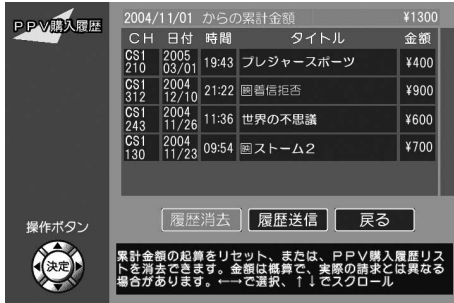 PPV購入履歴
2004/11/01 からの累計金額 ¥1300
CH 日付 時間 タイトル 金額
CS1 210 2005 03/01 19:43 プレジャースポーツ ¥400
CS1 312 2004 12/10 21:22 映着信拒否 ¥900
CS1 243 2004 11/26 11:36 世界の不思議 ¥600
CS1 130 2004 11/23 09:54 映ストーム2 ¥700
履歴消去 履歴送信 戻る
操作ボタン
決定
累計金額の起算をリセット、または、PPV購入履歴リス
トを消去できます。金額は概算で、実際の請求とは異なる
場合があります。←→で選択、↑↓でスクロール